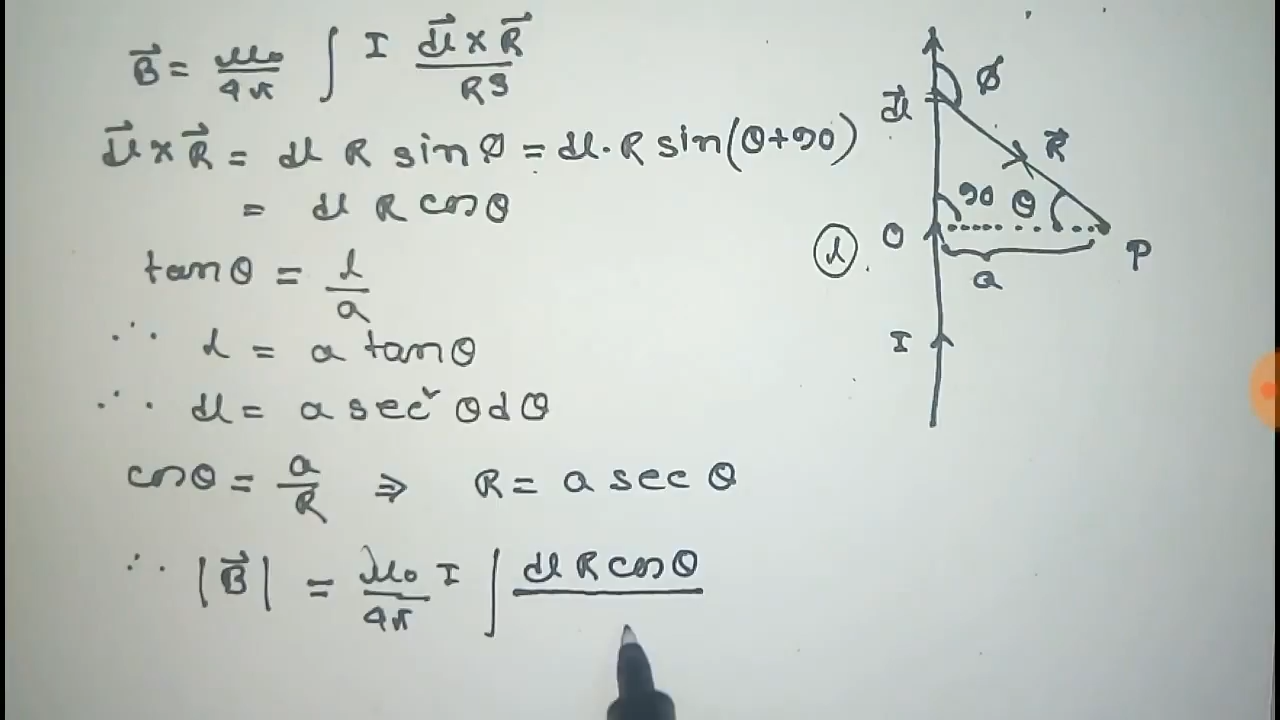 B⃗ = μ₀/4π ∫ I dl⃗ × R⃗ / R³
dl⃗ × R⃗ = dl R sin ϕ = dl · R sin(θ+90)
= dl R cosθ
tanθ = l/a
∴ l = a tanθ
∴ dl = a sec²θ dθ
cosθ = a/R ⇒ R = a sec θ
∴ |B⃗| = μ₀/4π I ∫ dl R cosθ
dl⃗ ϕ
R⃗
90 θ
l O P
a
I